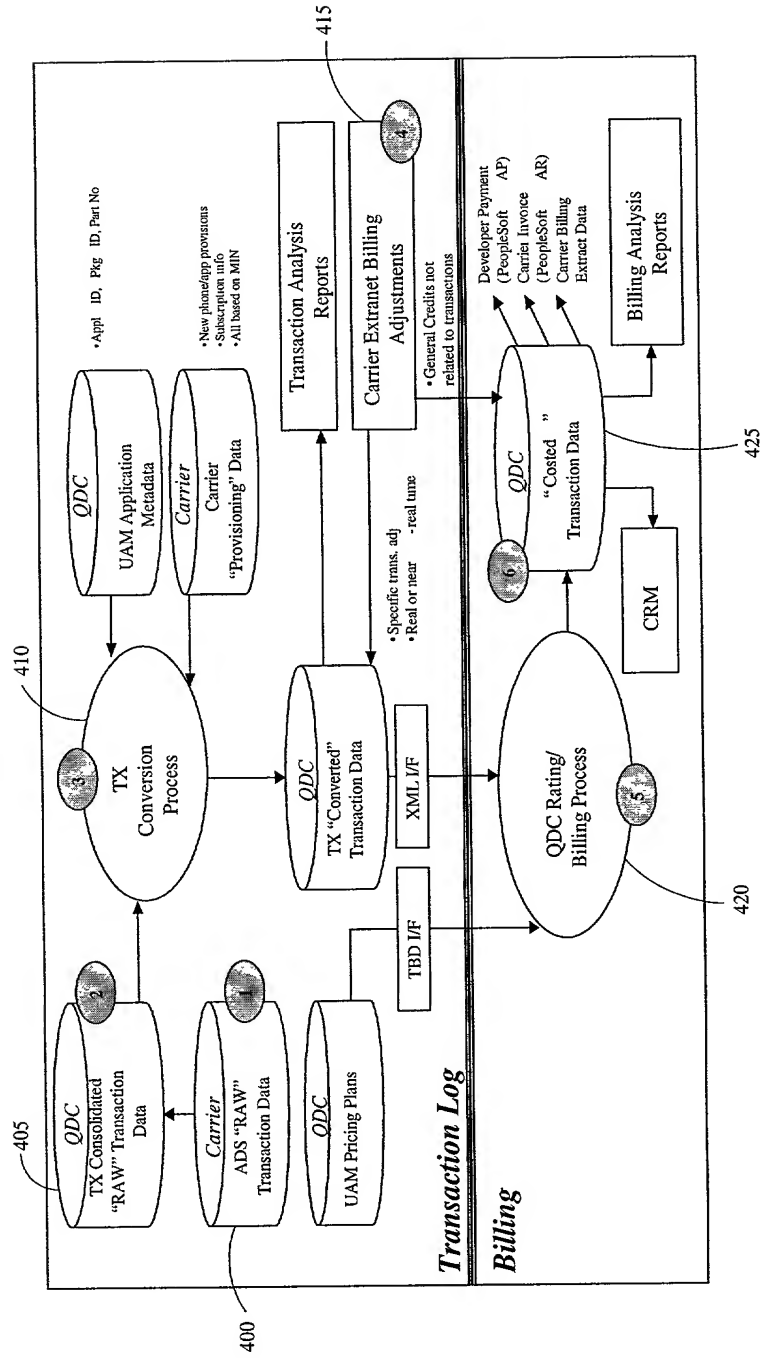 405
QDC
TX Consolidated
“RAW” Transaction
Data
2
3
TX
Conversion
Process
410
QDC
UAM Application
Metadata
• Appl ID, Pkg ID, Part No
Carrier
Carrier
“Provisioning” Data
• New phone/app provisions
• Subscription info
• All based on MIN
400
Carrier
ADS “RAW”
Transaction Data
1
QDC
TX “Converted”
Transaction Data
Transaction Analysis
Reports
Carrier Extranet Billing
Adjustments
4
415
• Specific trans. adj
• Real or near - real time
QDC
UAM Pricing Plans
TBD I/F
XML I/F
• General Credits not
related to transactions
Transaction Log
Billing
QDC Rating/
Billing Process
5
420
6
QDC
“Costed ”
Transaction Data
425
Developer Payment
(PeopleSoft AP)
Carrier Invoice
(PeopleSoft AR)
Carrier Billing
Extract Data
CRM
Billing Analysis
Reports